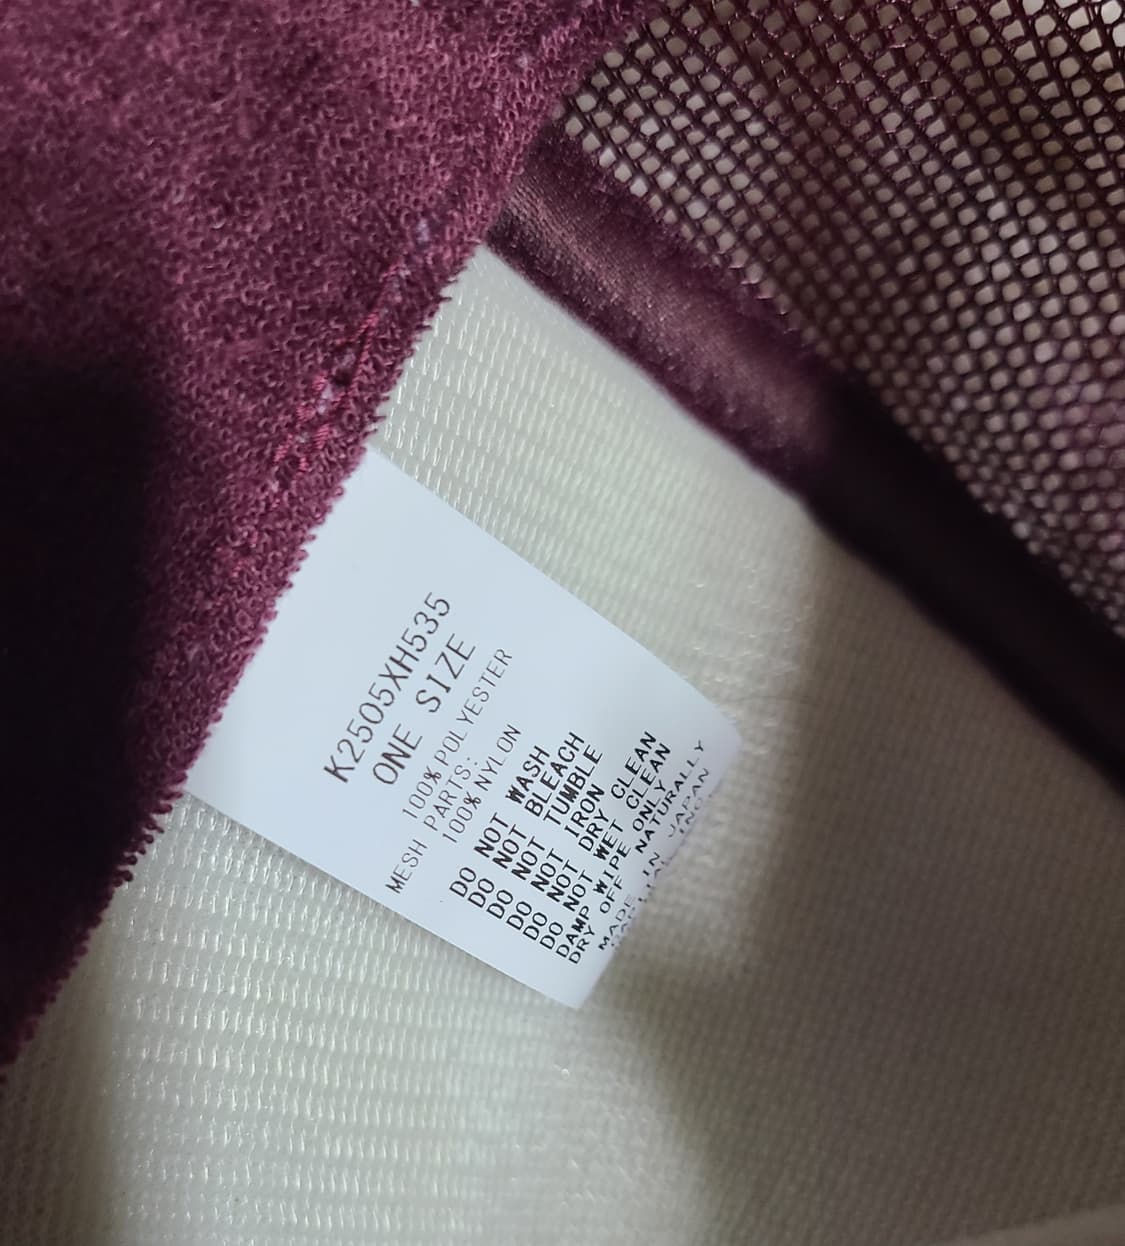 K2505XH535
ONE SIZE
100% POLYESTER
MESH PARTS:
100% NYLON
DO NOT WASH
DO NOT BLEACH
DO NOT TUMBLE
DO NOT IRON
DO NOT DRY CLEAN
DO NOT WET CLEAN
DAMP WIPE ONLY
DRY OFF NATURALLY
MADE IN JAPAN
INC.